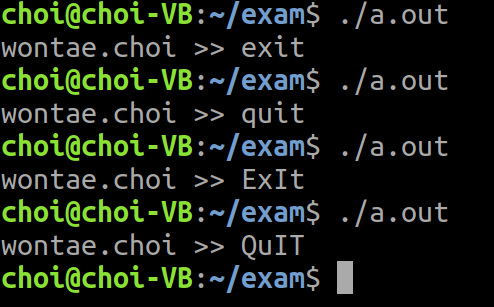 choi@choi-VB:~/exam$ ./a.out
wontae.choi >> exit
choi@choi-VB:~/exam$ ./a.out
wontae.choi >> quit
choi@choi-VB:~/exam$ ./a.out
wontae.choi >> ExIt
choi@choi-VB:~/exam$ ./a.out
wontae.choi >> QuIT
choi@choi-VB:~/exam$